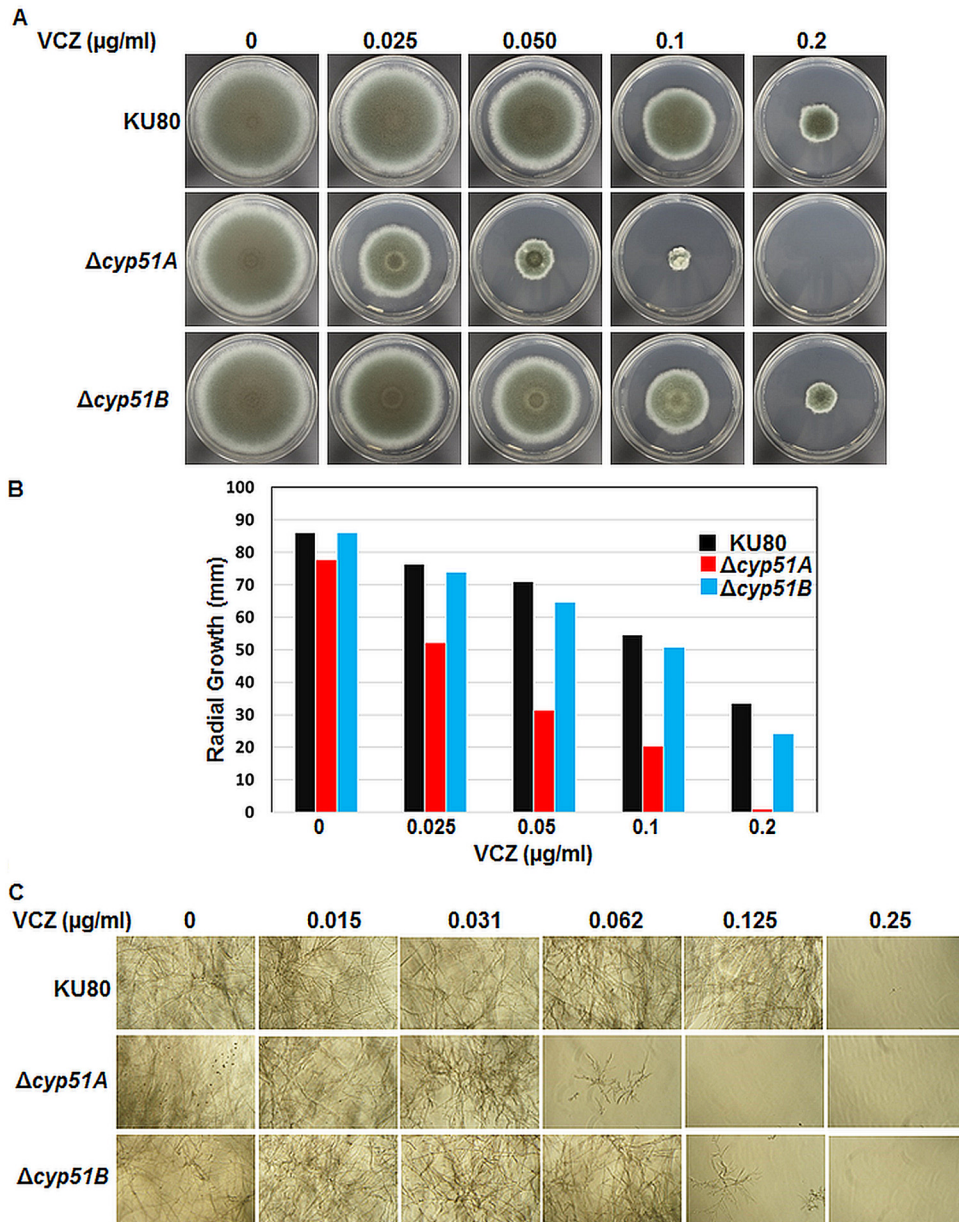 A
VCZ (µg/ml) 0 0.025 0.050 0.1 0.2
KU80
Δcyp51A
Δcyp51B
B
100
90
80
70
60
50
40
30
20
10
0
Radial Growth (mm)
KU80
Δcyp51A
Δcyp51B
0 0.025 0.05 0.1 0.2
VCZ (µg/ml)
C
VCZ (µg/ml) 0 0.015 0.031 0.062 0.125 0.25
KU80
Δcyp51A
Δcyp51B